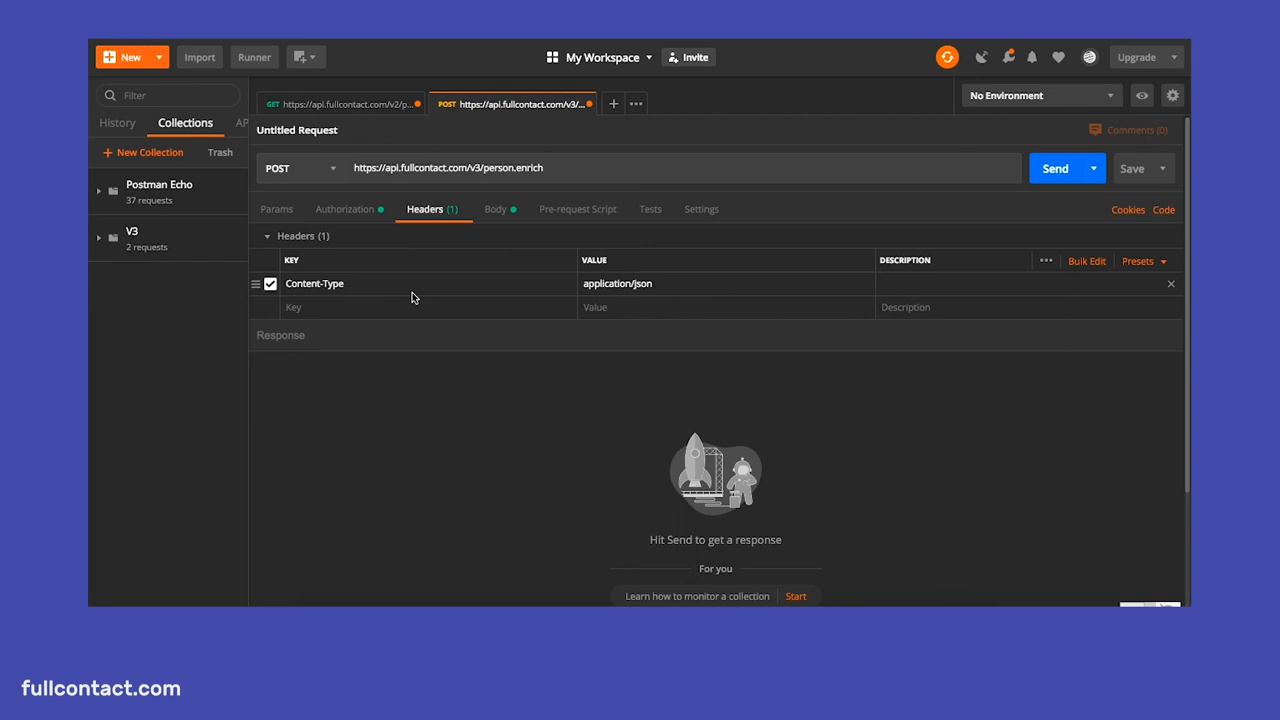 New
Import
Runner
My Workspace
Invite
Upgrade
Filter
History
Collections
AP
New Collection
Trash
Postman Echo
37 requests
V3
2 requests
GET https://api.fullcontact.com/v2/p...
POST https://api.fullcontact.com/v3/...
No Environment
Untitled Request
Comments (0)
POST
https://api.fullcontact.com/v3/person.enrich
Send
Save
Params
Authorization
Headers (1)
Body
Pre-request Script
Tests
Settings
Cookies
Code
Headers (1)
KEY
VALUE
DESCRIPTION
Bulk Edit
Presets
Content-Type
application/json
Key
Value
Description
Response
Hit Send to get a response
For you
Learn how to monitor a collection
Start
fullcontact.com